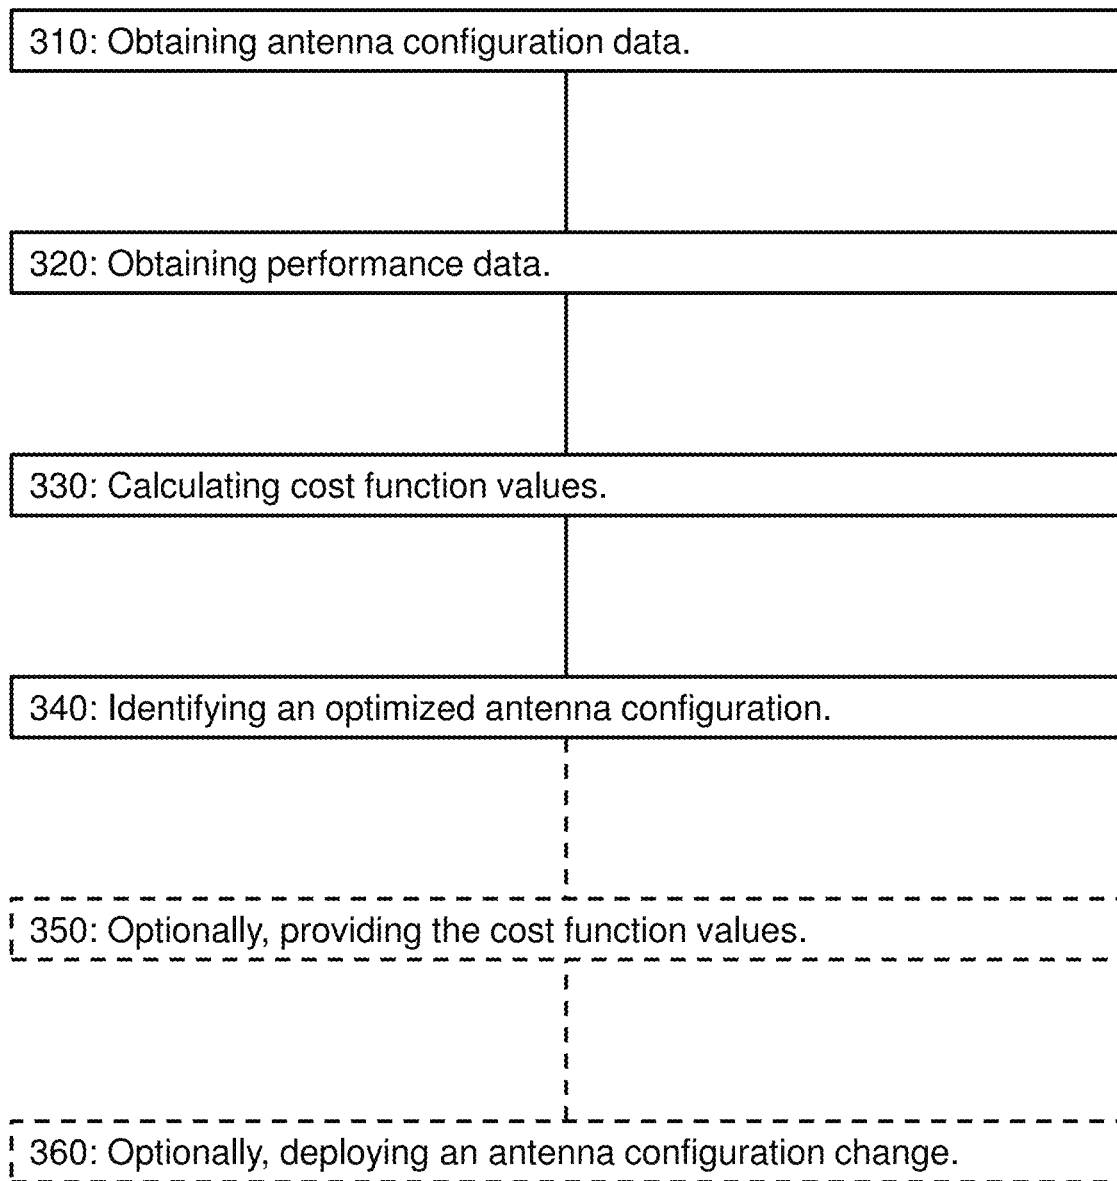 310: Obtaining antenna configuration data.
320: Obtaining performance data.
330: Calculating cost function values.
340: Identifying an optimized antenna configuration.
350: Optionally, providing the cost function values.
360: Optionally, deploying an antenna configuration change.